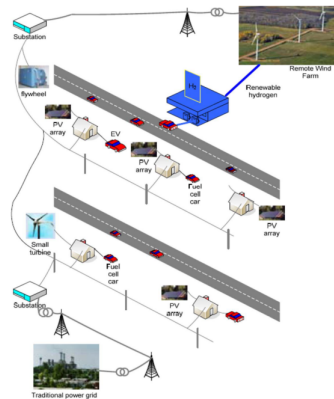 Substation
Remote Wind
Farm
H₂
Renewable
hydrogen
flywheel
PV
array
EV
PV
array
Fuel
cell
car
PV
array
Small
turbine
Fuel
cell
car
PV
array
Substation
Traditional power grid